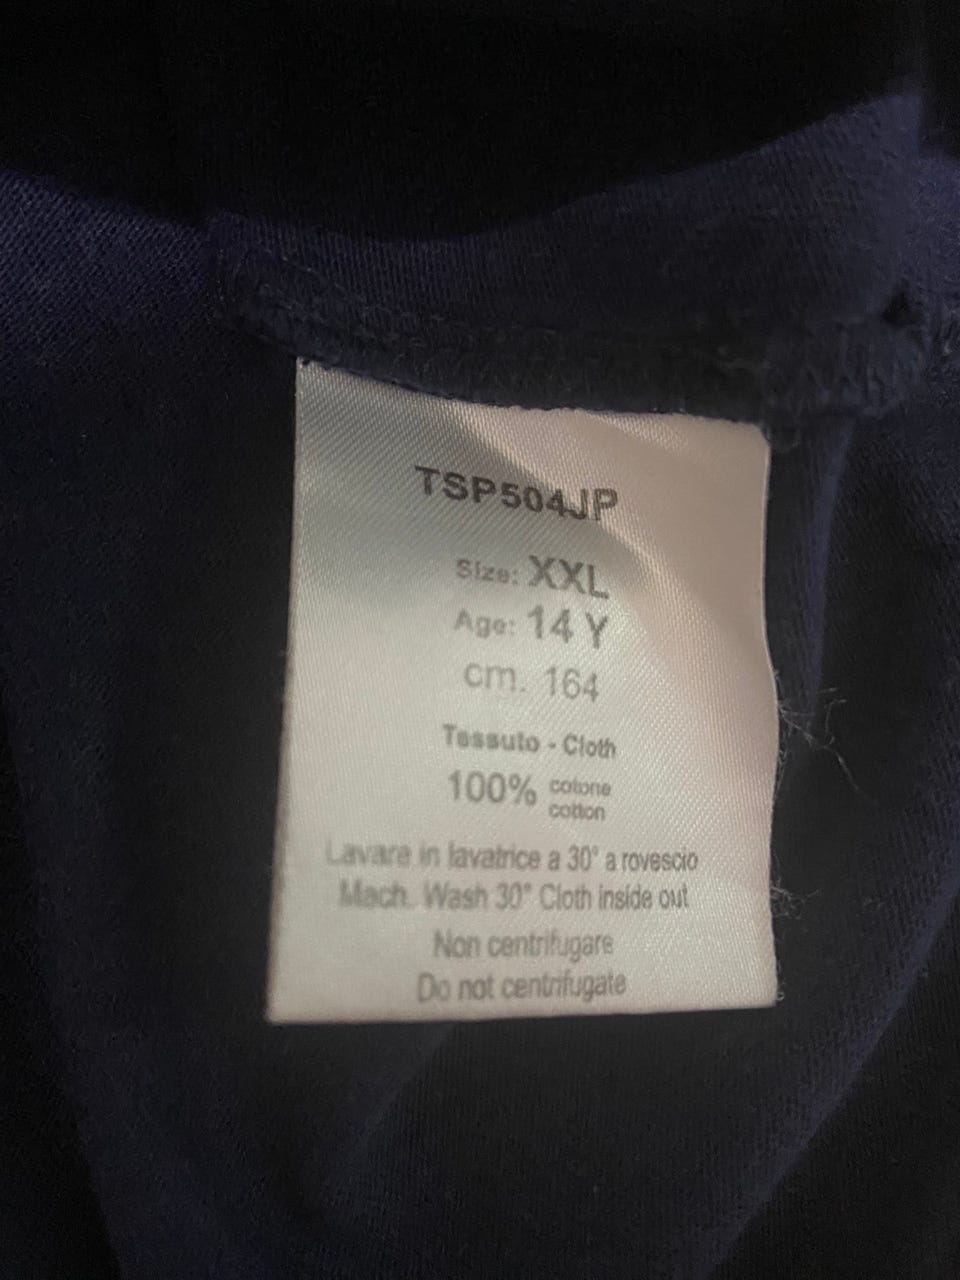 TSP504JP
Size: XXL
Age: 14 Y
cm. 164
Tessuto - Cloth
100% cotone
cotton
Lavare in lavatrice a 30° a rovescio
Mach. Wash 30° Cloth inside out
Non centrifugare
Do not centrifugate